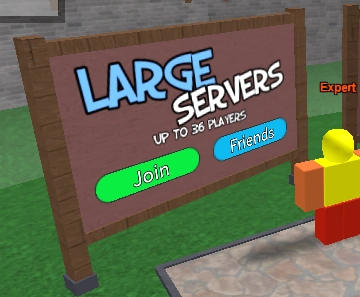 LARGE
SERVERS
UP TO 36 PLAYERS
Join
Friends
Expert